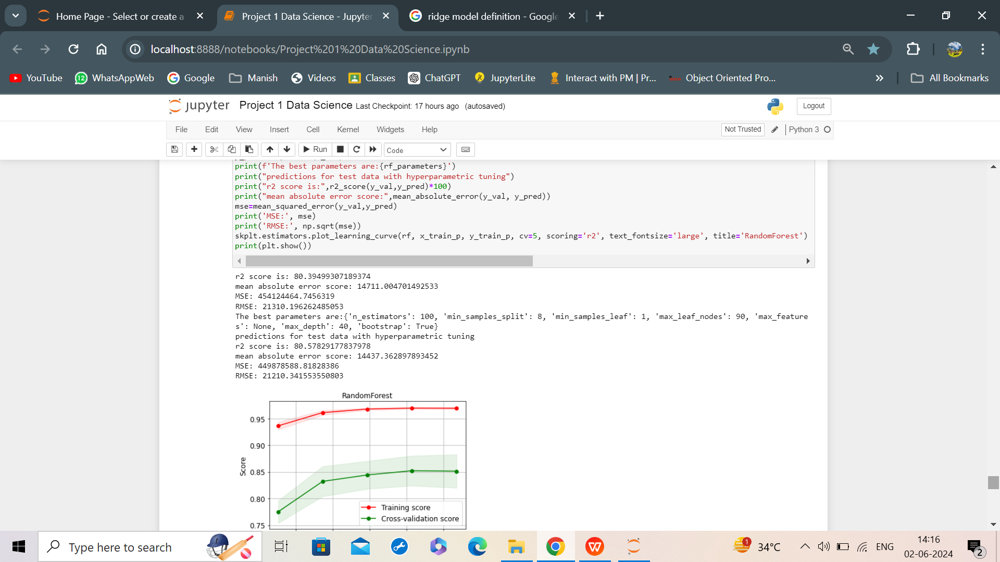 Home Page - Select or create a
Project 1 Data Science - Jupyter
ridge model definition - Google
localhost:8888/notebooks/Project%201%20Data%20Science.ipynb
YouTube
12
WhatsAppWeb
Google
Manish
Videos
Classes
ChatGPT
JupyterLite
Interact with PM | Pr...
Object Oriented Pro...
»
All Bookmarks
jupyter
Project 1 Data Science Last Checkpoint: 17 hours ago (autosaved)
Logout
File
Edit
View
Insert
Cell
Kernel
Widgets
Help
Not Trusted
Python 3
Run
Code
print(f'The best parameters are:{rf_parameters}')
print("predictions for test data with hyperparametric tuning")
print("r2 score is:",r2_score(y_val,y_pred)*100)
print("mean absolute error score:",mean_absolute_error(y_val, y_pred))
mse=mean_squared_error(y_val,y_pred)
print('MSE:', mse)
print('RMSE:', np.sqrt(mse))
skplt.estimators.plot_learning_curve(rf, x_train_p, y_train_p, cv=5, scoring='r2', text_fontsize='large', title='RandomForest')
print(plt.show())
r2 score is: 80.39499307189374
mean absolute error score: 14711.004701492533
MSE: 454124464.7456319
RMSE: 21310.196262485053
The best parameters are:{'n_estimators': 100, 'min_samples_split': 8, 'min_samples_leaf': 1, 'max_leaf_nodes': 90, 'max_feature
s': None, 'max_depth': 40, 'bootstrap': True}
predictions for test data with hyperparametric tuning
r2 score is: 80.57829177837978
mean absolute error score: 14437.362897893452
MSE: 449878588.81828386
RMSE: 21210.341553550803
RandomForest
0.95
0.90
0.85
0.80
0.75
Score
Training score
Cross-validation score
Type here to search
1
34°C
ENG
14:16
02-06-2024
2